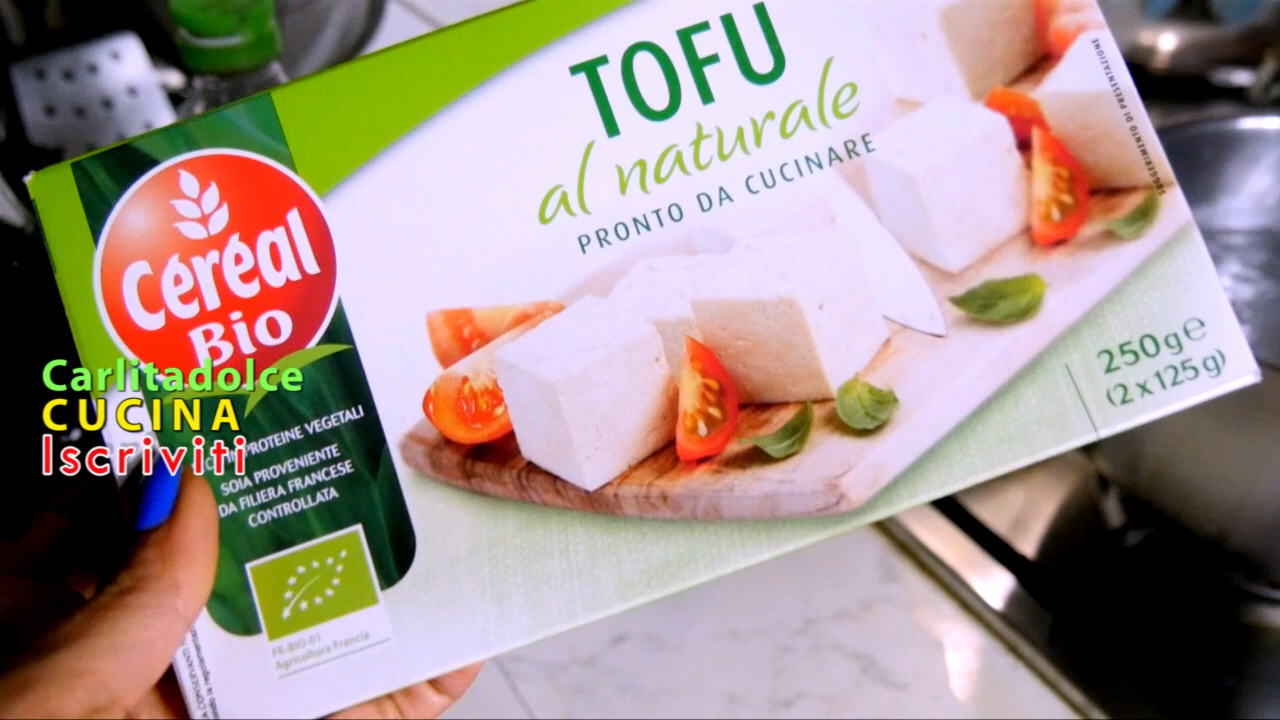 TOFU
al naturale
PRONTO DA CUCINARE
SUGGERIMENTO DI PRESENTAZIONE
Céréal
Bio
Carlitadolce
CUCINA
Iscriviti
PROTEINE VEGETALI
SOIA PROVENIENTE
DA FILIERA FRANCESE
CONTROLLATA
250g e
(2 x 125 g)
FR-BIO-01
Agricoltura Francia